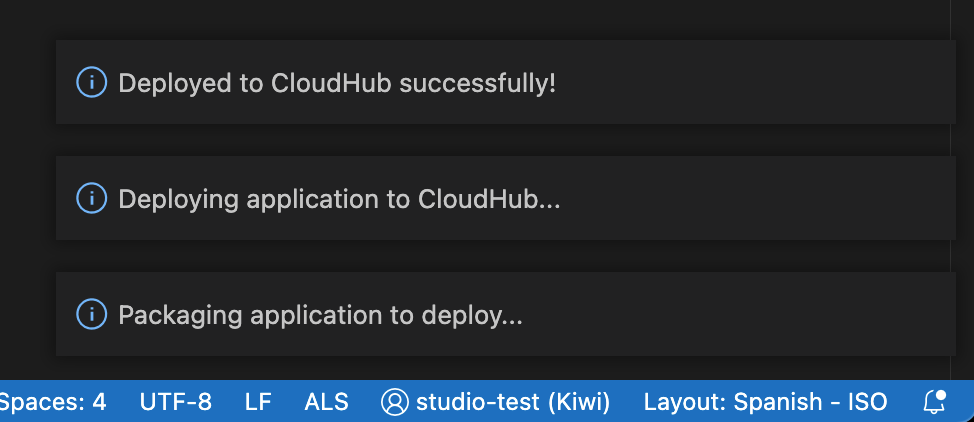 Deployed to CloudHub successfully!
Deploying application to CloudHub...
Packaging application to deploy...
Spaces: 4 UTF-8 LF ALS studio-test (Kiwi) Layout: Spanish - ISO